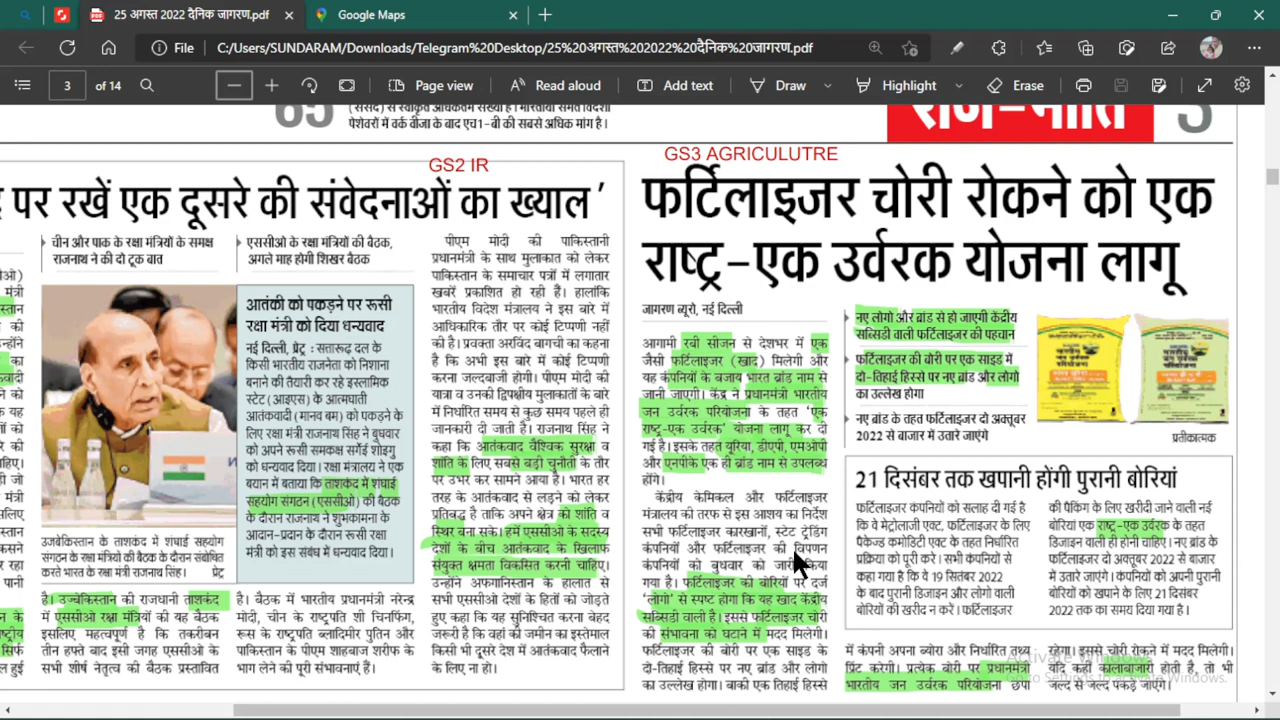 25 अगस्त 2022 दैनिक जागरण.pdf
Google Maps
File
C:/Users/SUNDARAM/Downloads/Telegram%20Desktop/25%20अगस्त%202022%20दैनिक%20जागरण.pdf
3 of 14
Page view
Read aloud
Add text
Draw
Highlight
Erase
65
(संसद) से स्वीकृत अधिकतम संख्या है। भारतीयों समेत विदेशी
पेशेवरों में वर्क वीजा के बाद एच1-बी की सबसे अधिक मांग है।
राज-नीति
3
GS2 IR
पर रखें एक दूसरे की संवेदनाओं का ख्याल'
चीन और पाक के रक्षा मंत्रियों के समक्ष
राजनाथ ने की दो टूक बात
एससीओ के रक्षा मंत्रियों की बैठक,
अगले माह होगी शिखर बैठक
आतंकी को पकड़ने पर रूसी
रक्षा मंत्री को दिया धन्यवाद
नई दिल्ली, प्रेट्र : सत्तारूढ़ दल के
किसी भारतीय राजनेता को निशाना
बनाने की तैयारी कर रहे इस्लामिक
स्टेट (आइएस) के आत्मघाती
आतंकवादी (मानव बम) को पकड़ने के
लिए रक्षा मंत्री राजनाथ सिंह ने बुधवार
को अपने रूसी समकक्ष सर्गेई शोइगु
को धन्यवाद दिया। रक्षा मंत्रालय ने एक
बयान में बताया कि ताशकंद में शंघाई
सहयोग संगठन (एससीओ) की बैठक
के दौरान राजनाथ ने शुभकामना के
आदान-प्रदान के दौरान रूसी रक्षा
मंत्री को इस संबंध में धन्यवाद दिया।
उजबेकिस्तान के ताशकंद में शंघाई सहयोग
संगठन के रक्षा मंत्रियों की बैठक के दौरान संबोधित
करते भारत के रक्षा मंत्री राजनाथ सिंह। प्रेट्र
है। उज्बेकिस्तान की राजधानी ताशकंद
में एससीओ रक्षा मंत्रियों की यह बैठक
इसलिए महत्वपूर्ण है कि तकरीबन
तीन हफ्ते बाद इसी जगह एससीओ के
सभी शीर्ष नेतृत्व की बैठक प्रस्तावित
है। बैठक में भारतीय प्रधानमंत्री नरेन्द्र
मोदी, चीन के राष्ट्रपति शी चिनफिंग,
रूस के राष्ट्रपति ब्लादिमीर पुतिन और
पाकिस्तान के पीएम शाहबाज शरीफ के
भाग लेने की पूरी संभावनाएं हैं।
पीएम मोदी की पाकिस्तानी
प्रधानमंत्री के साथ मुलाकात को लेकर
पाकिस्तान के समाचार पत्रों में लगातार
खबरें प्रकाशित हो रही हैं। हालांकि
भारतीय विदेश मंत्रालय ने इस बारे में
आधिकारिक तौर पर कोई टिप्पणी नहीं
की है। प्रवक्ता अरविंद बागची का कहना
है कि अभी इस बारे में कोई टिप्पणी
करना जल्दबाजी होगी। पीएम मोदी की
यात्रा व उनकी द्विपक्षीय मुलाकातों के बारे
में निर्धारित समय से कुछ समय पहले ही
जानकारी दी जाती है। राजनाथ सिंह ने
कहा कि आतंकवाद वैश्विक सुरक्षा व
शांति के लिए सबसे बड़ी चुनौती के तौर
पर उभर कर सामने आया है। भारत हर
तरह के आतंकवाद से लड़ने को लेकर
प्रतिबद्ध है ताकि अपने क्षेत्र को शांति व
स्थिर बना सके। हमें एससीओ के सदस्य
देशों के बीच आतंकवाद के खिलाफ
संयुक्त क्षमता विकसित करनी चाहिए।
उन्होंने अफगानिस्तान के हालात से
सभी एससीओ देशों के हितों को जोड़ते
हुए कहा कि यह सुनिश्चित करना बेहद
जरूरी है कि वहां की जमीन का इस्तेमाल
किसी भी दूसरे देश में आतंकवाद फैलाने
के लिए ना हो।
GS3 AGRICULUTRE
फर्टिलाइजर चोरी रोकने को एक
राष्ट्र-एक उर्वरक योजना लागू
जागरण ब्यूरो, नई दिल्ली
आगामी रबी सीजन से देशभर में एक
जैसी फर्टिलाइजर (खाद) मिलेगी और
यह कंपनियों के बजाय भारत ब्रांड नाम से
जानी जाएगी। केंद्र ने प्रधानमंत्री भारतीय
जन उर्वरक परियोजना के तहत 'एक
राष्ट्र-एक उर्वरक' योजना लागू कर दी
गई है। इसके तहत यूरिया, डीएपी, एमओपी
और एनपीके एक ही ब्रांड नाम से उपलब्ध
होंगे।
केंद्रीय केमिकल और फर्टिलाइजर
मंत्रालय की तरफ से इस आशय का निर्देश
सभी फर्टिलाइजर कारखानों, स्टेट ट्रेडिंग
कंपनियों और फर्टिलाइजर की विपणन
कंपनियों को बुधवार को जारी किया
गया है। फर्टिलाइजर की बोरियों पर दर्ज
'लोगो' से स्पष्ट होगा कि यह खाद केंद्रीय
सब्सिडी वाली है। इससे फर्टिलाइजर चोरी
की संभावना को घटाने में मदद मिलेगी।
फर्टिलाइजर की बोरी पर एक साइड के
दो-तिहाई हिस्से पर नए ब्रांड और लोगो
का उल्लेख होगा। बाकी एक तिहाई हिस्से
नए लोगो और ब्रांड से हो जाएगी केंद्रीय
सब्सिडी वाली फर्टिलाइजर की पहचान
फर्टिलाइजर की बोरी पर एक साइड में
दो-तिहाई हिस्से पर नए ब्रांड और लोगो
का उल्लेख होगा
नए ब्रांड के तहत फर्टिलाइजर दो अक्तूबर
2022 से बाजार में उतारे जाएंगे
प्रतीकात्मक
21 दिसंबर तक खपानी होंगी पुरानी बोरियां
फर्टिलाइजर कंपनियों को सलाह दी गई है
कि वे मेट्रोलाजी एक्ट, फर्टिलाइजर के लिए
पैकेज्ड कमोडिटी एक्ट के तहत निर्धारित
प्रक्रिया को पूरी करे। सभी कंपनियों से
कहा गया है कि वे 19 सितंबर 2022
के बाद पुरानी डिजाइन और लोगो वाली
बोरियों की खरीद न करें। फर्टिलाइजर
की पैकिंग के लिए खरीदी जाने वाली नई
बोरियां एक राष्ट्र-एक उर्वरक के तहत
डिजाइन वाली ही होनी चाहिए। नए ब्रांड के
फर्टिलाइजर दो अक्तूबर 2022 से बाजार
में उतारे जाएंगे। कंपनियों को अपनी पुरानी
बोरियों को खपाने के लिए 21 दिसंबर
2022 तक का समय दिया गया है।
में कंपनी अपना ब्योरा और निर्धारित तथ्य
प्रिंट करेगी। प्रत्येक बोरी पर प्रधानमंत्री
भारतीय जन उर्वरक परियोजना छपा
रहेगा। इससे चोरी रोकने में मदद मिलेगी।
यदि कहीं कालाबाजारी होती है, तो भी
जल्द से जल्द पकड़े जाएंगे।
Activate Windows
Go to Settings to activate Windows.